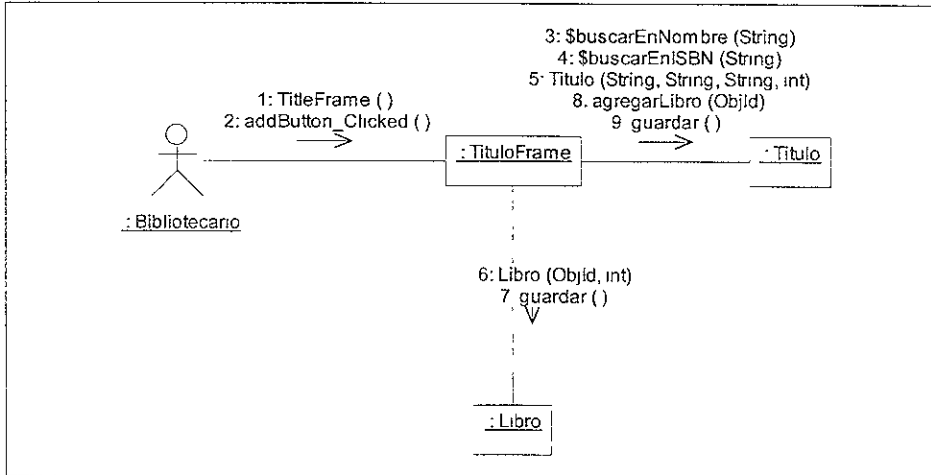 3: $buscarEnNombre (String)
4: $buscarEnISBN (String)
5: Titulo (String, String, String, int)
8. agregarLibro (ObjId)
9 guardar ( )
1: TitleFrame ( )
2: addButton_Clicked ( )
: TituloFrame
: Titulo
: Bibliotecario
6: Libro (ObjId, int)
7 guardar ( )
: Libro